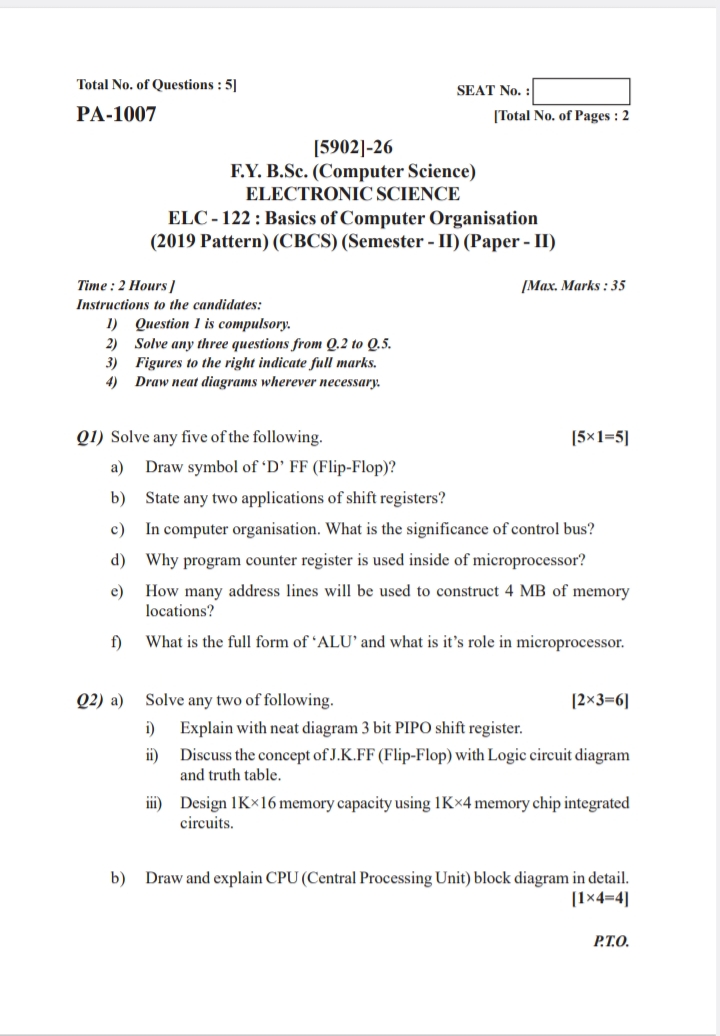 Total No. of Questions : 5]
SEAT No. :
PA-1007
[Total No. of Pages : 2
[5902]-26
F.Y. B.Sc. (Computer Science)
ELECTRONIC SCIENCE
ELC - 122 : Basics of Computer Organisation
(2019 Pattern) (CBCS) (Semester - II) (Paper - II)
Time : 2 Hours ] [Max. Marks : 35
Instructions to the candidates:
1) Question 1 is compulsory.
2) Solve any three questions from Q.2 to Q.5.
3) Figures to the right indicate full marks.
4) Draw neat diagrams wherever necessary.
Q1) Solve any five of the following. [5×1=5]
a) Draw symbol of ‘D’ FF (Flip-Flop)?
b) State any two applications of shift registers?
c) In computer organisation. What is the significance of control bus?
d) Why program counter register is used inside of microprocessor?
e) How many address lines will be used to construct 4 MB of memory
locations?
f) What is the full form of ‘ALU’ and what is it’s role in microprocessor.
Q2) a) Solve any two of following. [2×3=6]
i) Explain with neat diagram 3 bit PIPO shift register.
ii) Discuss the concept of J.K.FF (Flip-Flop) with Logic circuit diagram
and truth table.
iii) Design 1K×16 memory capacity using 1K×4 memory chip integrated
circuits.
b) Draw and explain CPU (Central Processing Unit) block diagram in detail.
[1×4=4]
P.T.O.